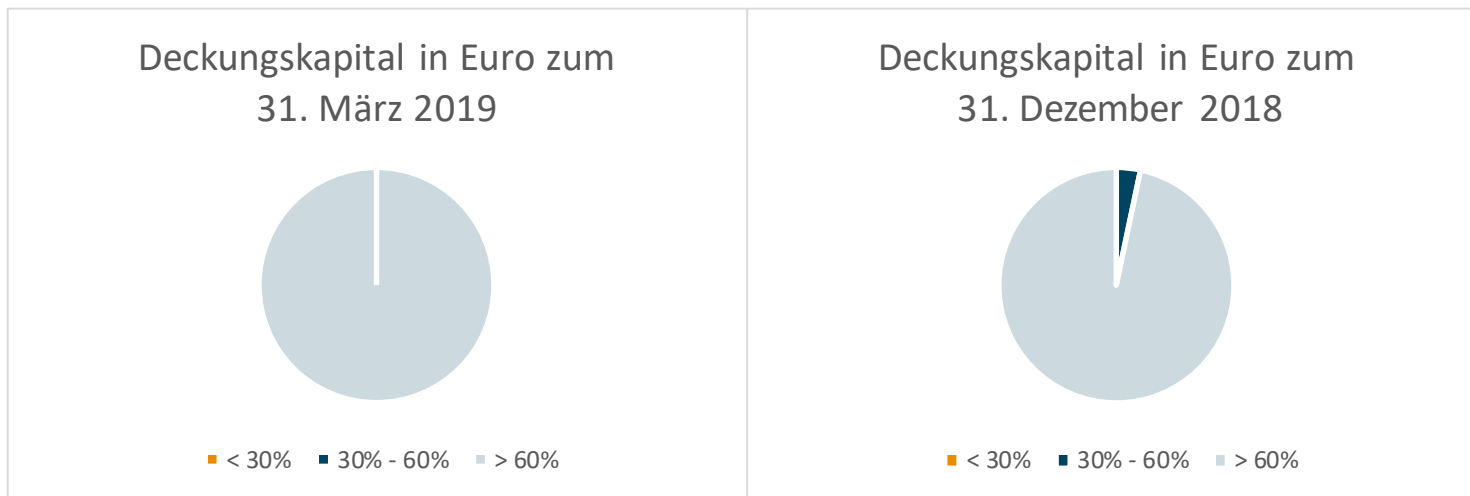 Deckungskapital in Euro zum
31. März 2019
< 30% 30% - 60% > 60%
Deckungskapital in Euro zum
31. Dezember 2018
< 30% 30% - 60% > 60%